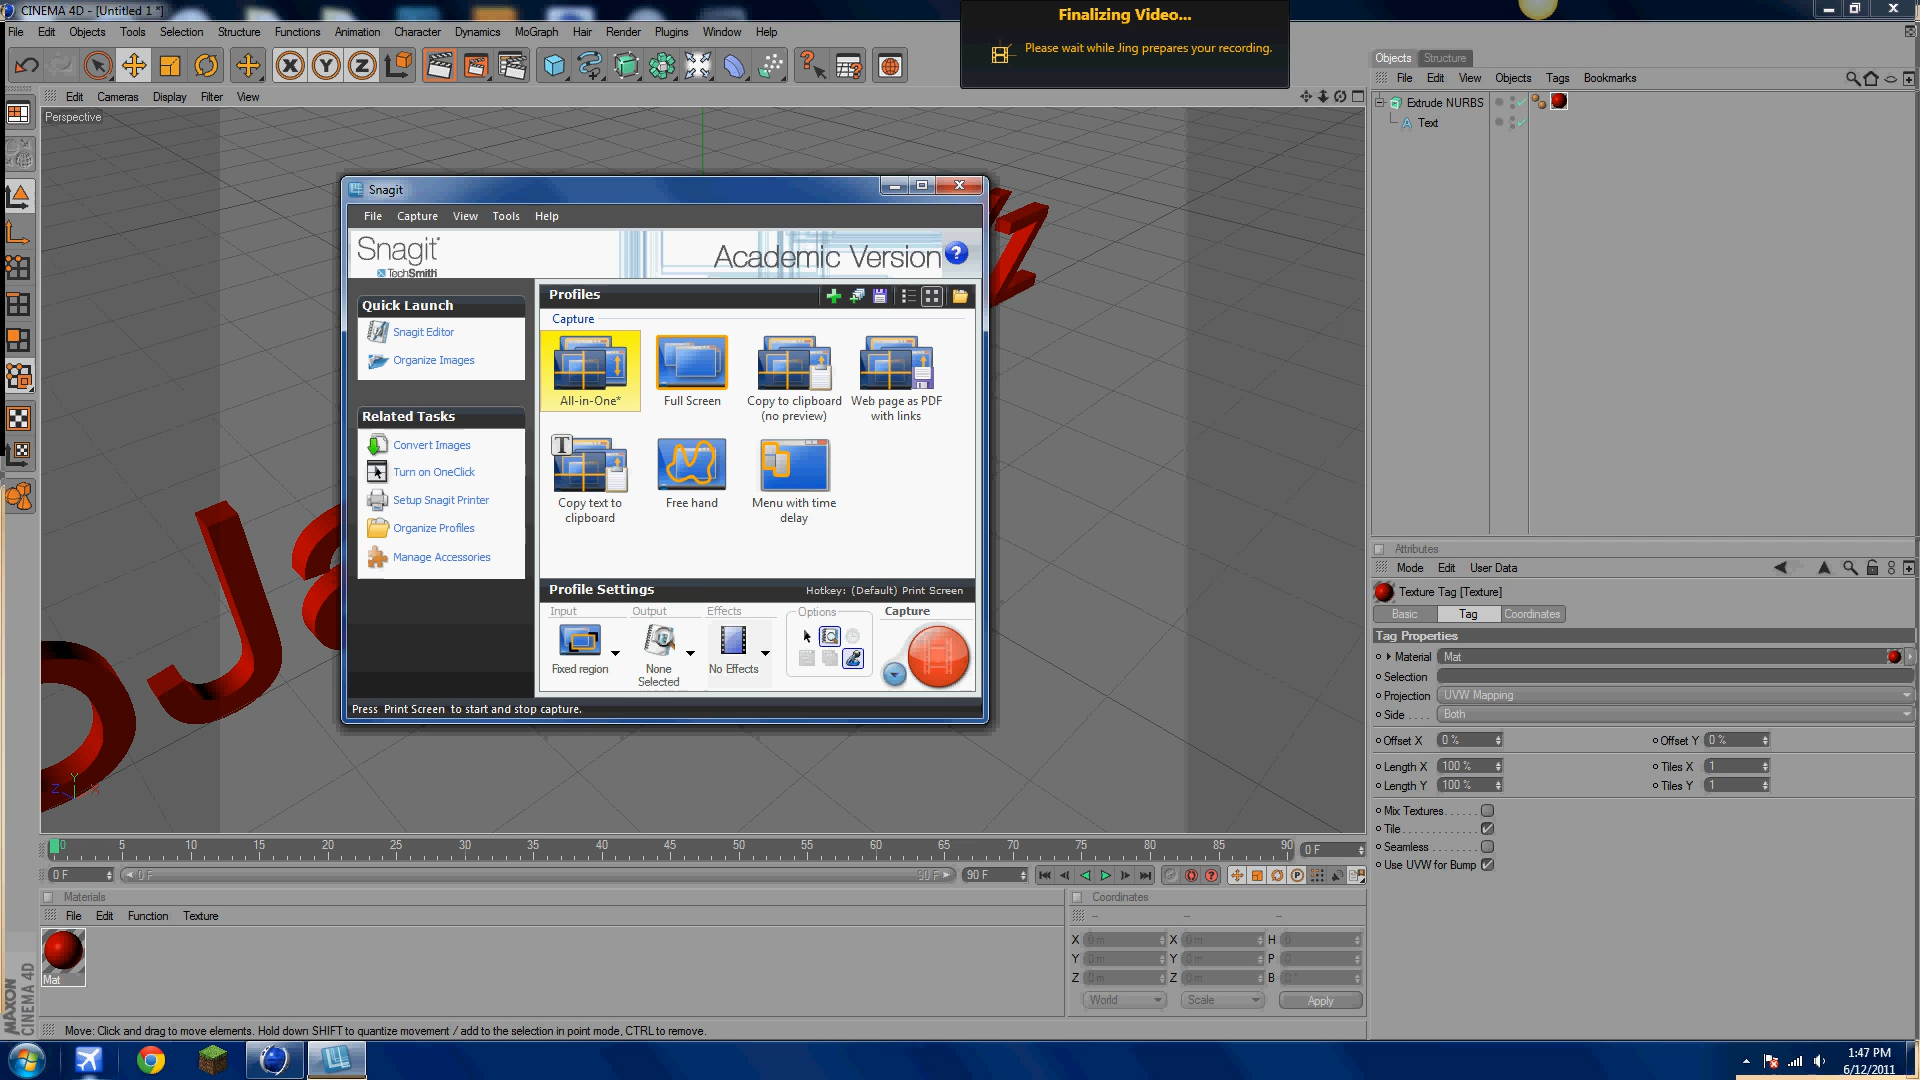 CINEMA 4D - [Untitled 1 *]
File Edit Objects Tools Selection Structure Functions Animation Character Dynamics MoGraph Hair Render Plugins Window Help
Finalizing Video...
Please wait while Jing prepares your recording.
Edit Cameras Display Filter View
Perspective
Objects Structure
File Edit View Objects Tags Bookmarks
Extrude NURBS
Text
Snagit
File Capture View Tools Help
Snagit
TechSmith
Academic Version
Quick Launch
Snagit Editor
Organize Images
Related Tasks
Convert Images
Turn on OneClick
Setup Snagit Printer
Organize Profiles
Manage Accessories
Profiles
Capture
All-in-One*
Full Screen
Copy to clipboard
(no preview)
Web page as PDF
with links
Copy text to
clipboard
Free hand
Menu with time
delay
Profile Settings
Hotkey: (Default) Print Screen
Input Output Effects Options Capture
Fixed region
None
Selected
No Effects
Press Print Screen to start and stop capture.
Attributes
Mode Edit User Data
Texture Tag [Texture]
Basic Tag Coordinates
Tag Properties
Material Mat
Selection
Projection UVW Mapping
Side . . . . Both
Offset X 0 % Offset Y 0 %
Length X 100 % Tiles X 1
Length Y 100 % Tiles Y 1
Mix Textures
Tile
Seamless
Use UVW for Bump
0 5 10 15 20 25 30 35 40 45 50 55 60 65 70 75 80 85 90
0 F
0 F 0 F 90 F 90 F
Materials
File Edit Function Texture
Mat
Coordinates
X 0 m X 0 m H 0
Y 0 m Y 0 m P 0
Z 0 m Z 0 m B 0
World Scale Apply
MAXON
CINEMA 4D
Move: Click and drag to move elements. Hold down SHIFT to quantize movement / add to the selection in point mode, CTRL to remove.
1:47 PM
6/12/2011